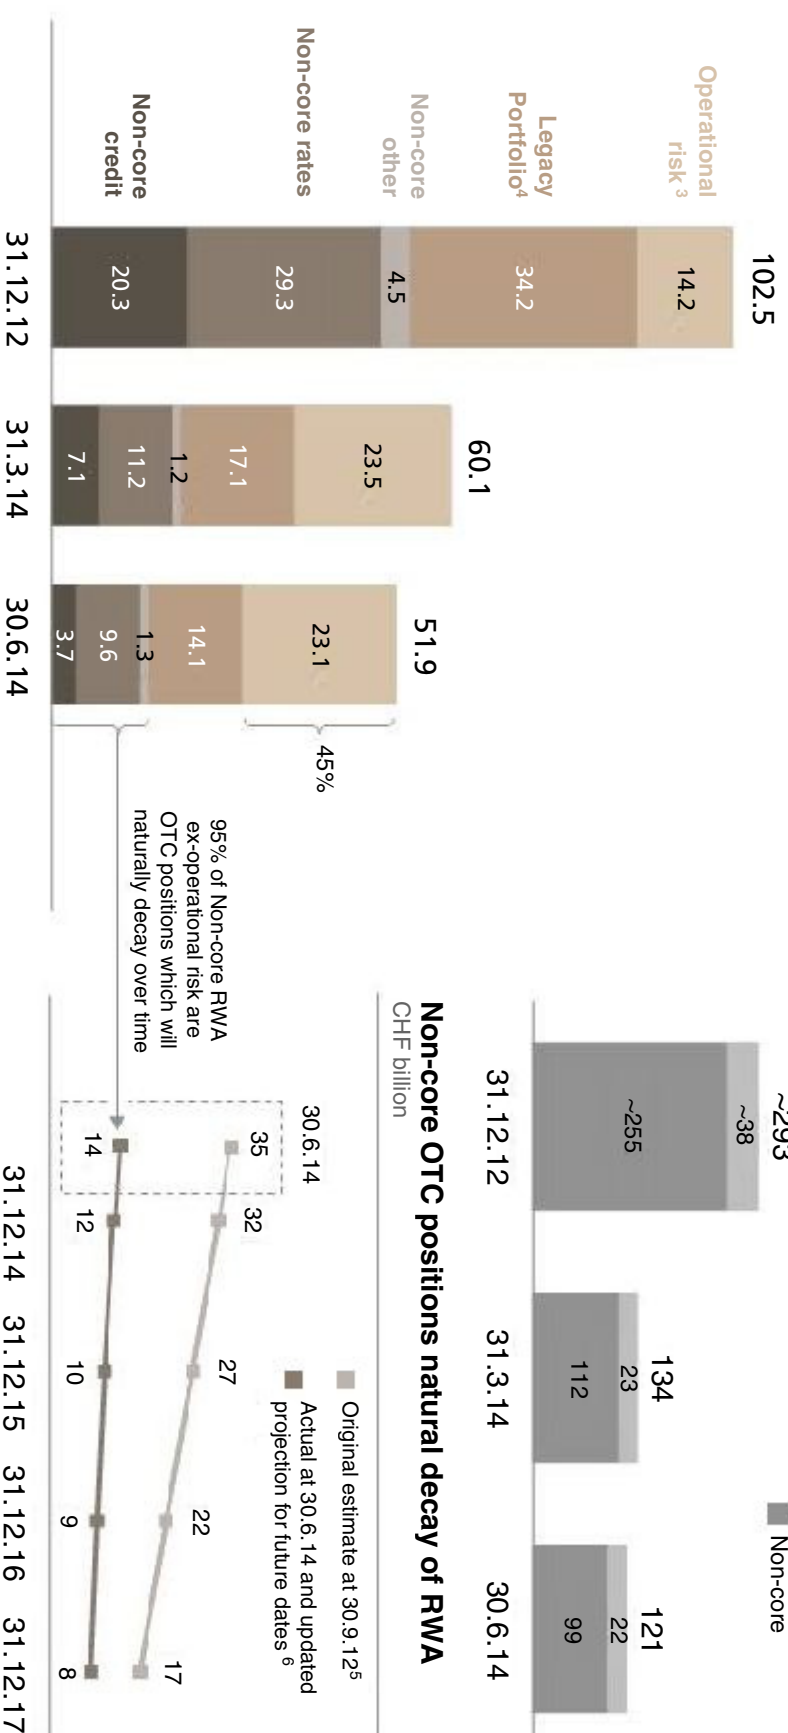 Operational
risk 3
Legacy
Portfolio4
Non-core
other
Non-core rates
Non-core
credit
102.5
14.2
34.2
4.5
29.3
20.3
31.12.12
60.1
23.5
17.1
1.2
11.2
7.1
31.3.14
51.9
23.1
14.1
1.3
9.6
3.7
30.6.14
45%
95% of Non-core RWA
ex-operational risk are
OTC positions which will
naturally decay over time
Non-core
~293
~38
~255
31.12.12
134
23
112
31.3.14
121
22
99
30.6.14
Non-core OTC positions natural decay of RWA
CHF billion
Original estimate at 30.9.12 5
Actual at 30.6.14 and updated
projection for future dates 6
30.6.14
35
32
27
22
17
14
12
10
9
8
31.12.14
31.12.15
31.12.16
31.12.17